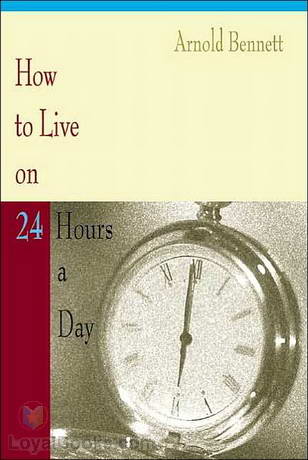 Arnold Bennett
How
to Live
on
24 Hours
a
Day
LoyalBooks.com